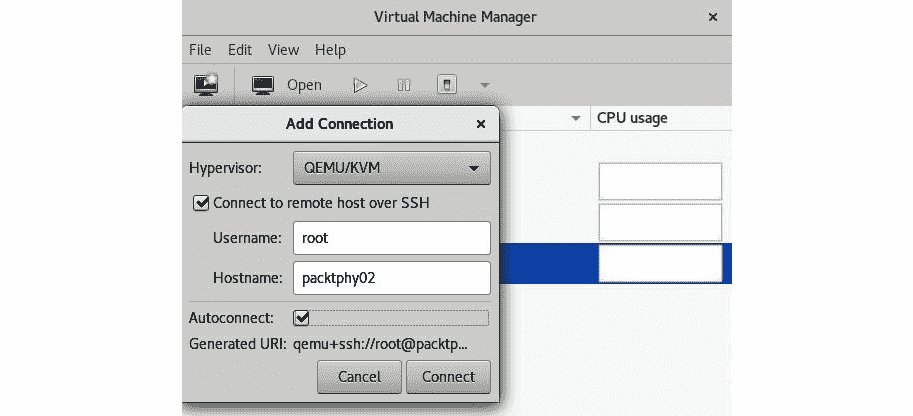 Virtual Machine Manager ×
File Edit View Help
Open
Add Connection ×
CPU usage
Hypervisor: QEMU/KVM
Connect to remote host over SSH
Username: root
Hostname: packtphy02
Autoconnect:
Generated URI: qemu+ssh://root@packtp...
Cancel Connect